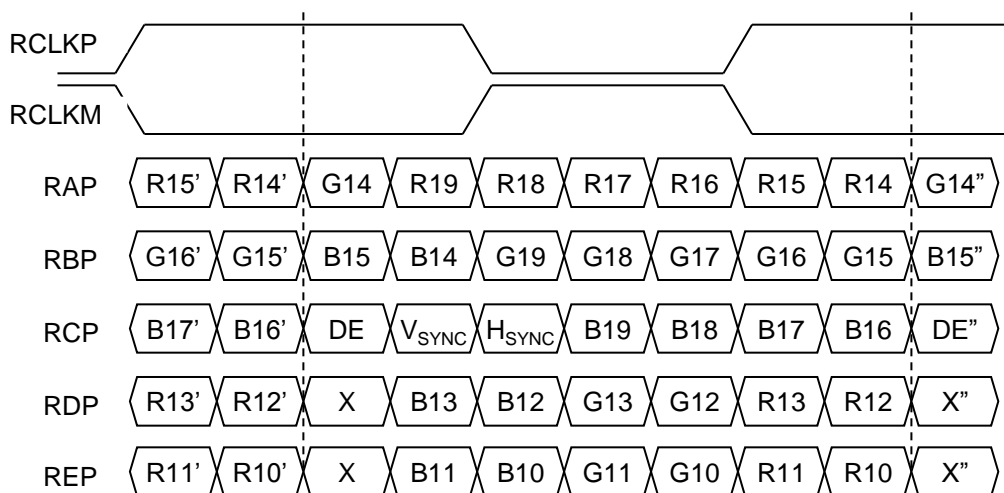 RCLKP
RCLKM
RAP R15’ R14’ G14 R19 R18 R17 R16 R15 R14 G14”
RBP G16’ G15’ B15 B14 G19 G18 G17 G16 G15 B15”
RCP B17’ B16’ DE VSYNC HSYNC B19 B18 B17 B16 DE”
RDP R13’ R12’ X B13 B12 G13 G12 R13 R12 X”
REP R11’ R10’ X B11 B10 G11 G10 R11 R10 X”